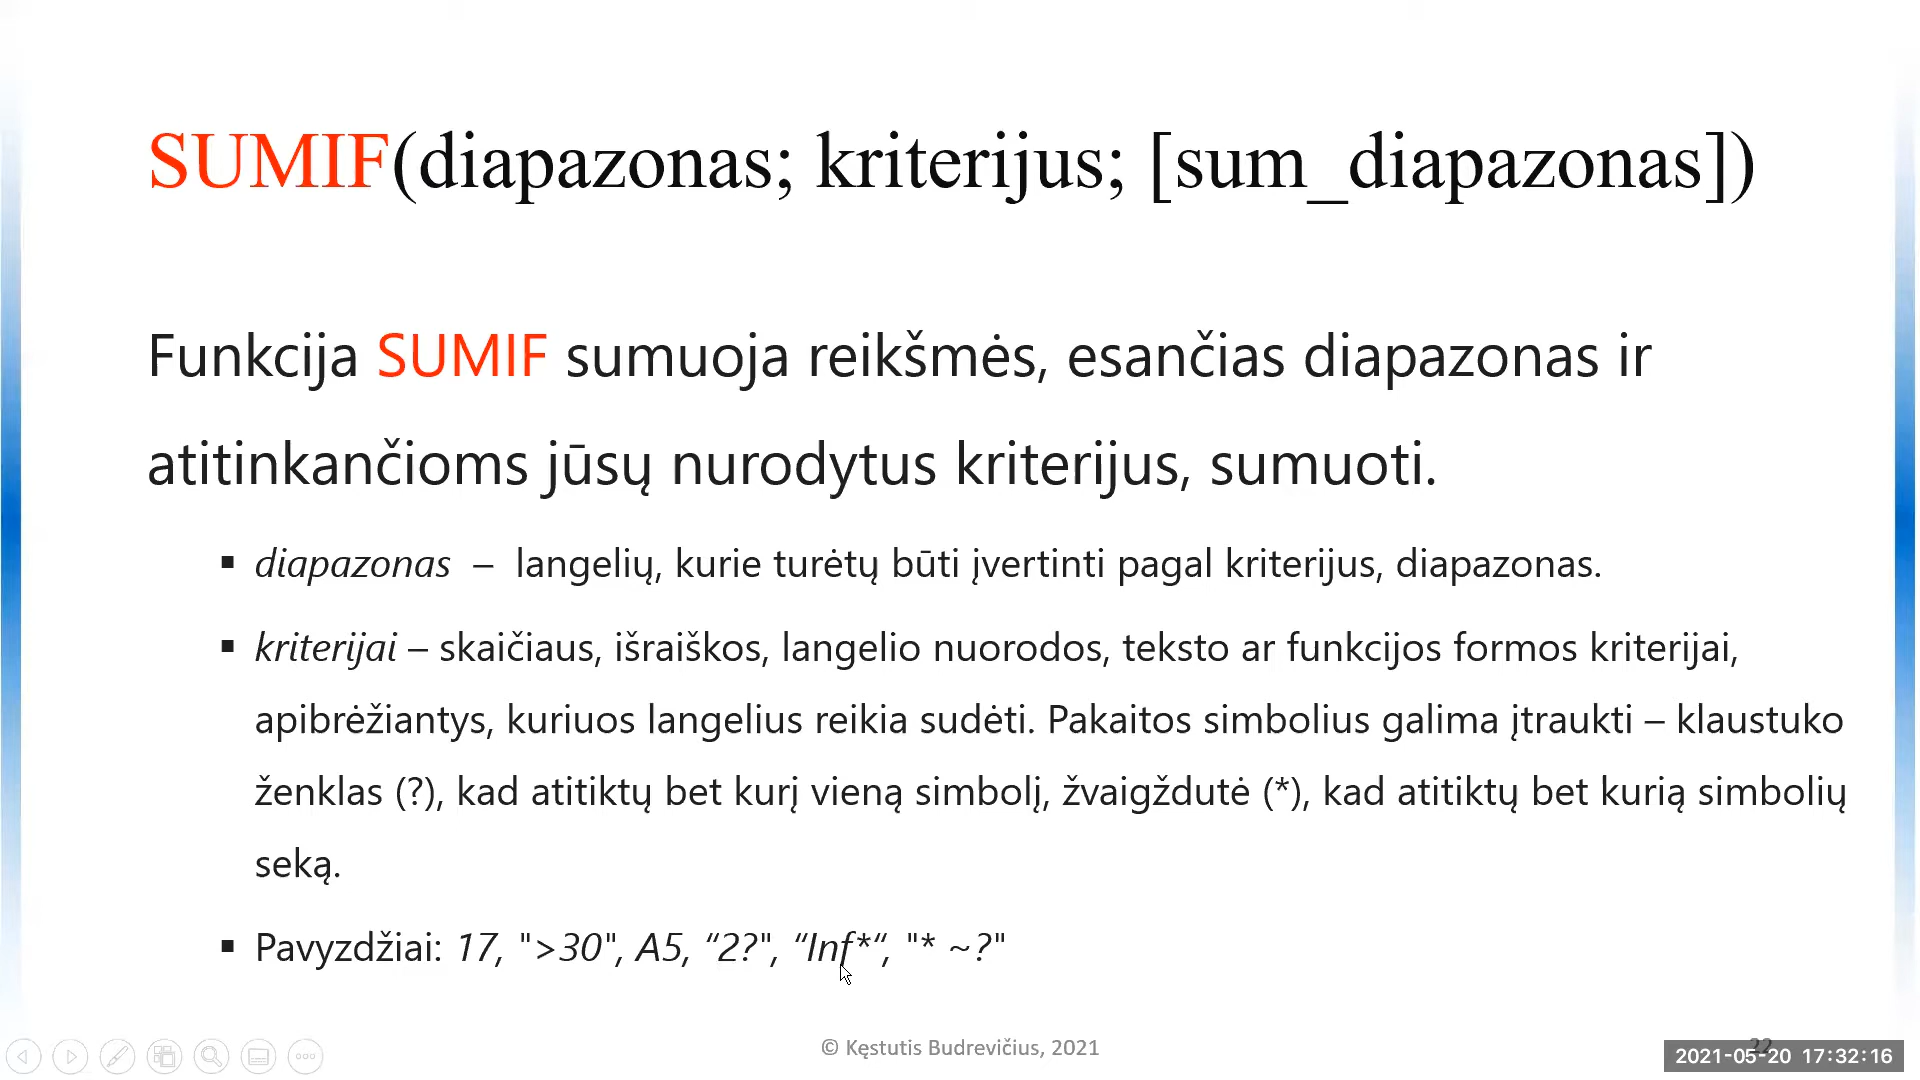 SUMIF(diapazonas; kriterijus; [sum_diapazonas])
Funkcija SUMIF sumuoja reikšmės, esančias diapazonas ir
atitinkančioms jūsų nurodytus kriterijus, sumuoti.
▪ diapazonas – langelių, kurie turėtų būti įvertinti pagal kriterijus, diapazonas.
▪ kriterijai – skaičiaus, išraiškos, langelio nuorodos, teksto ar funkcijos formos kriterijai,
apibrėžiantys, kuriuos langelius reikia sudėti. Pakaitos simbolius galima įtraukti – klaustuko
ženklas (?), kad atitiktų bet kurį vieną simbolį, žvaigždutė (*), kad atitiktų bet kurią simbolių
seką.
▪ Pavyzdžiai: 17, ">30", A5, “2?", “Inf*“, "* ~?"
© Kęstutis Budrevičius, 2021
22
2021-05-20 17:32:16